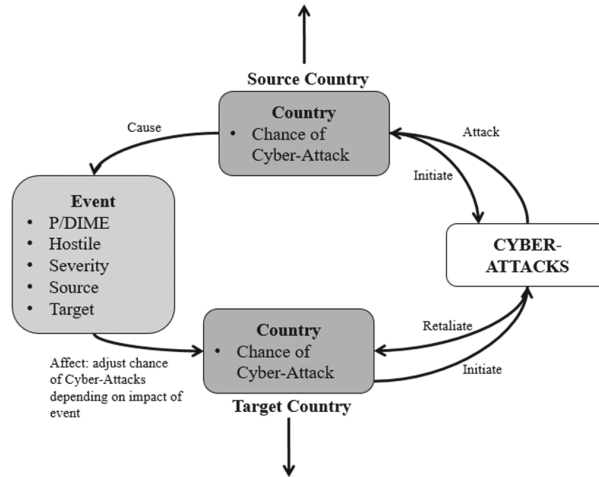 Source Country
Country
• Chance of
Cyber-Attack
Cause
Attack
Initiate
Event
• P/DIME
• Hostile
• Severity
• Source
• Target
CYBER-
ATTACKS
Country
• Chance of
Cyber-Attack
Retaliate
Initiate
Affect: adjust chance
of Cyber-Attacks
depending on impact of
event
Target Country